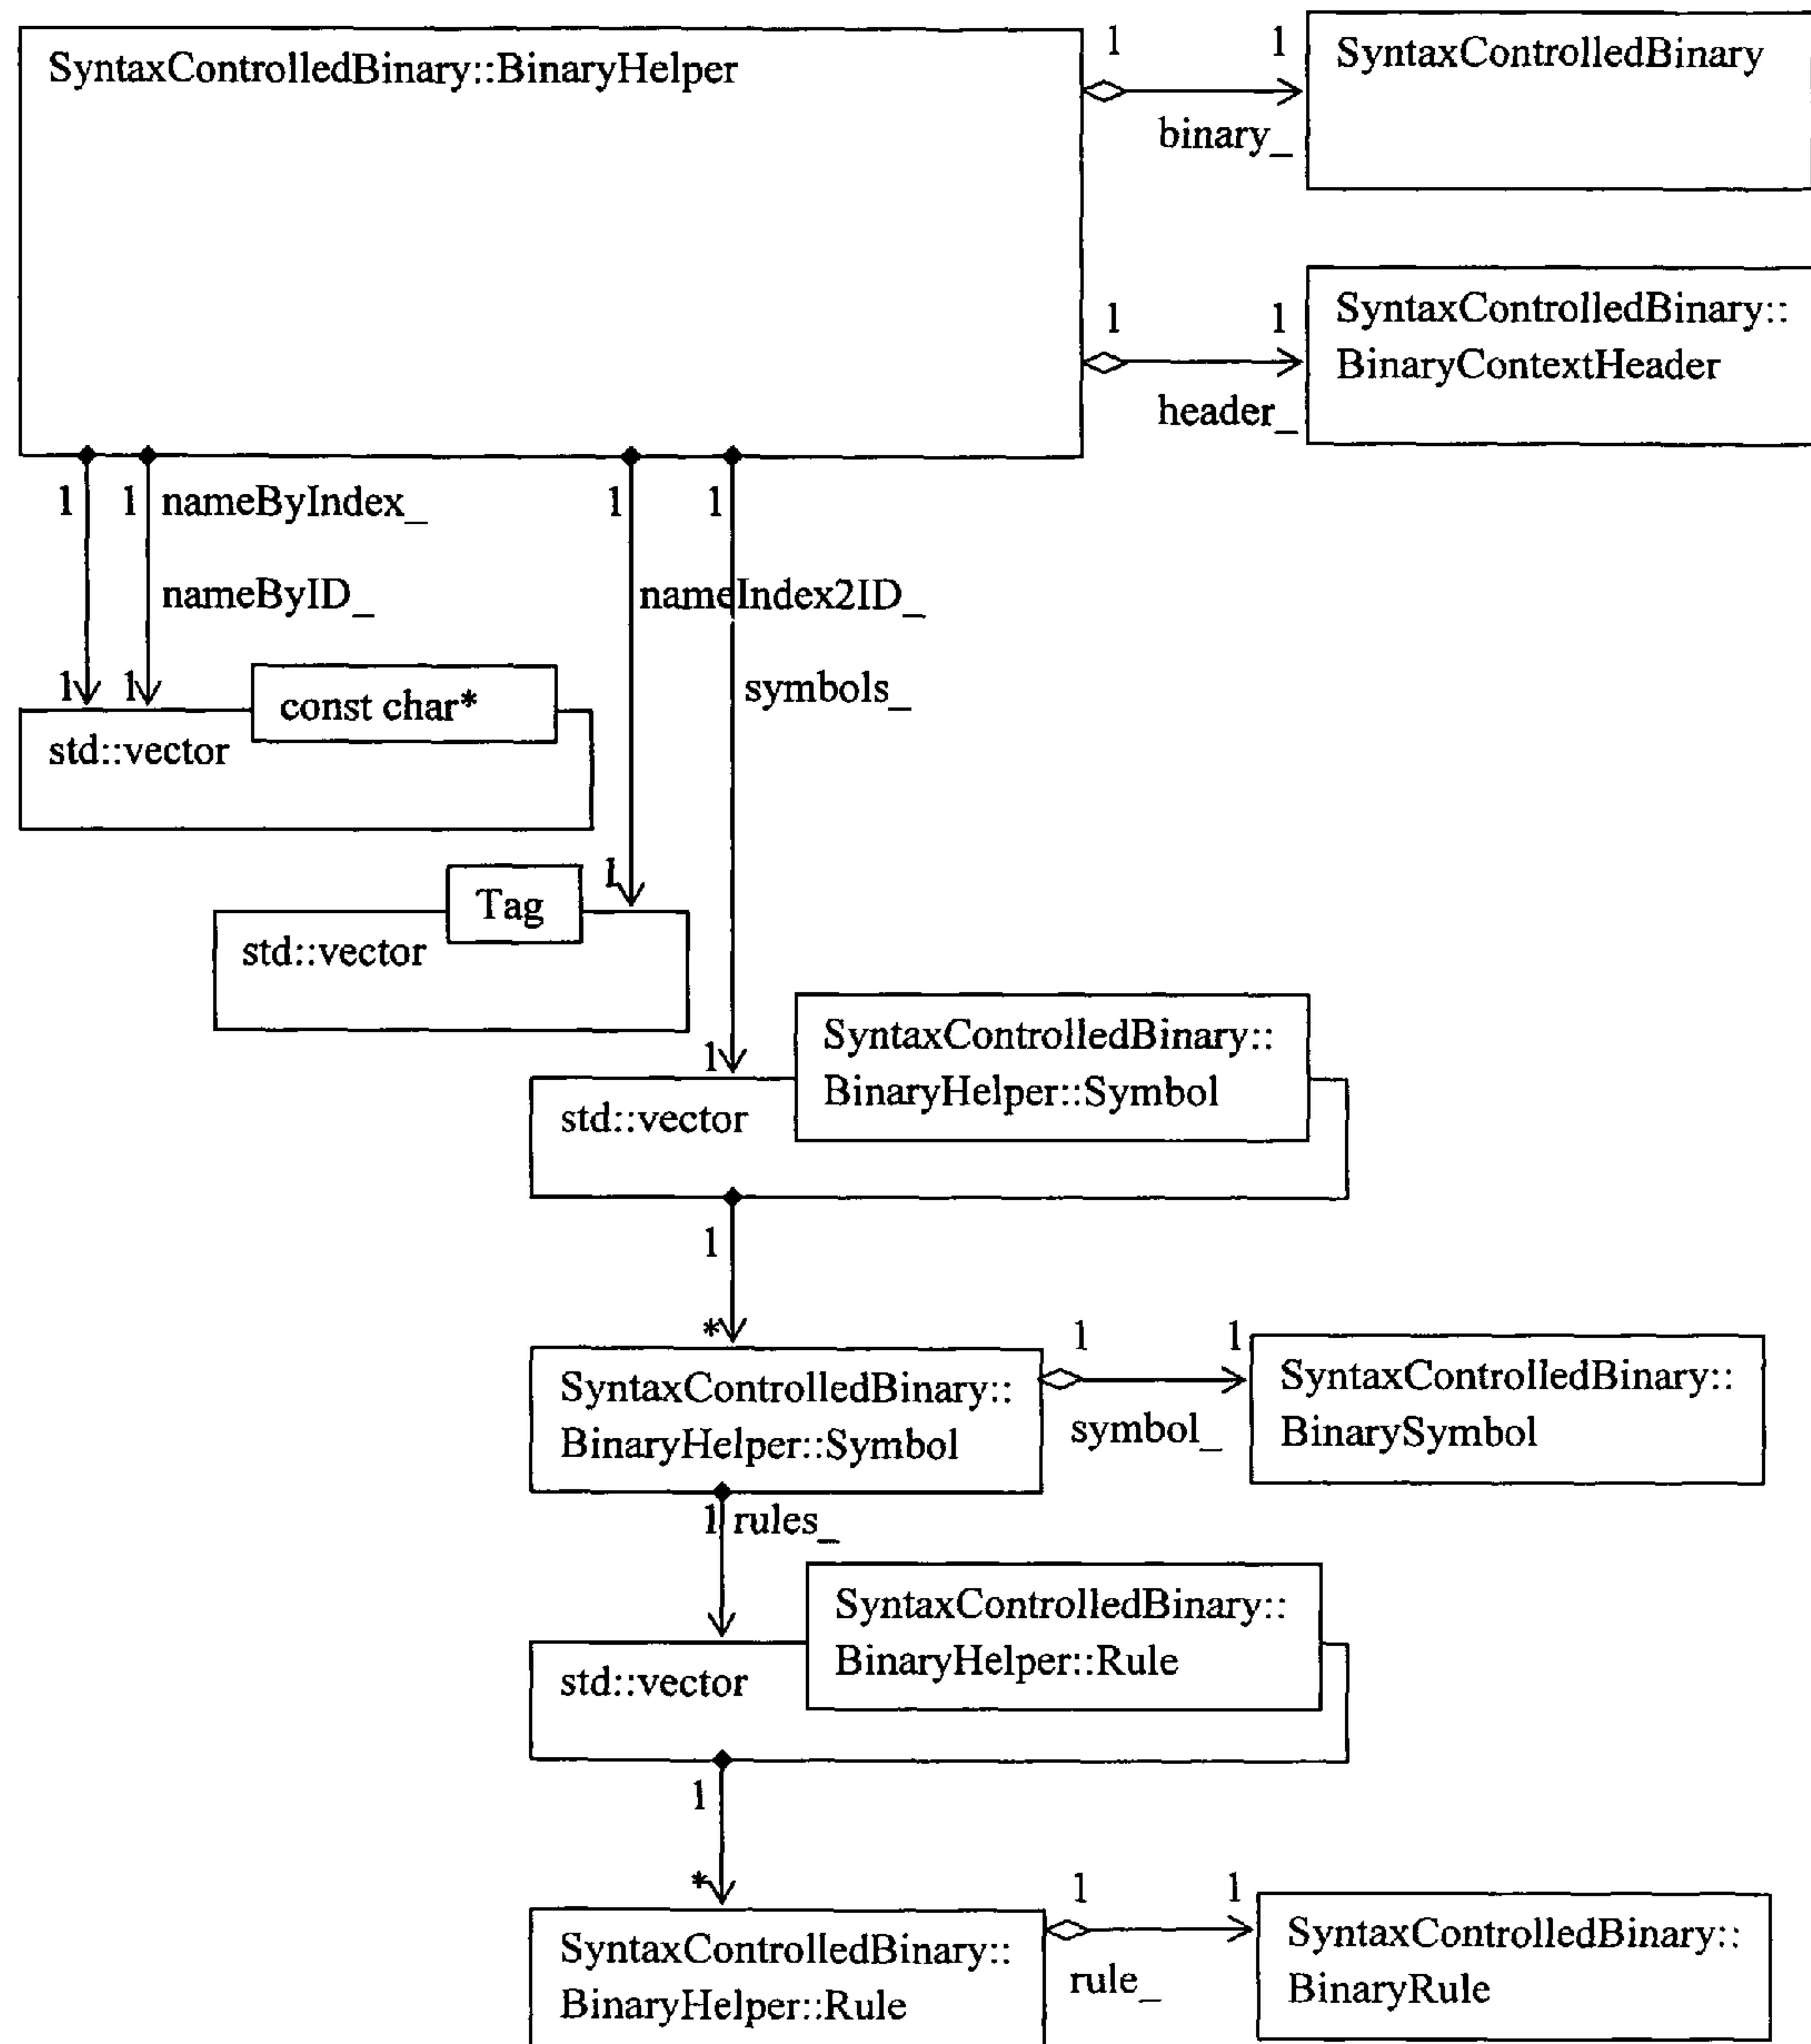 SyntaxControlledBinary::BinaryHelper
1 1
SyntaxControlledBinary
binary_
1 1
SyntaxControlledBinary::
BinaryContextHeader
header_
1 1 nameByIndex_ 1 1
nameByID_
nameIndex2ID_
1 1
const char*
symbols_
std::vector
1
Tag
std::vector
SyntaxControlledBinary::
BinaryHelper::Symbol
1
std::vector
1
*
1 1
SyntaxControlledBinary::
BinaryHelper::Symbol
symbol_
SyntaxControlledBinary::
BinarySymbol
1 rules_
SyntaxControlledBinary::
BinaryHelper::Rule
std::vector
1
*
1 1
SyntaxControlledBinary::
BinaryHelper::Rule
rule_
SyntaxControlledBinary::
BinaryRule